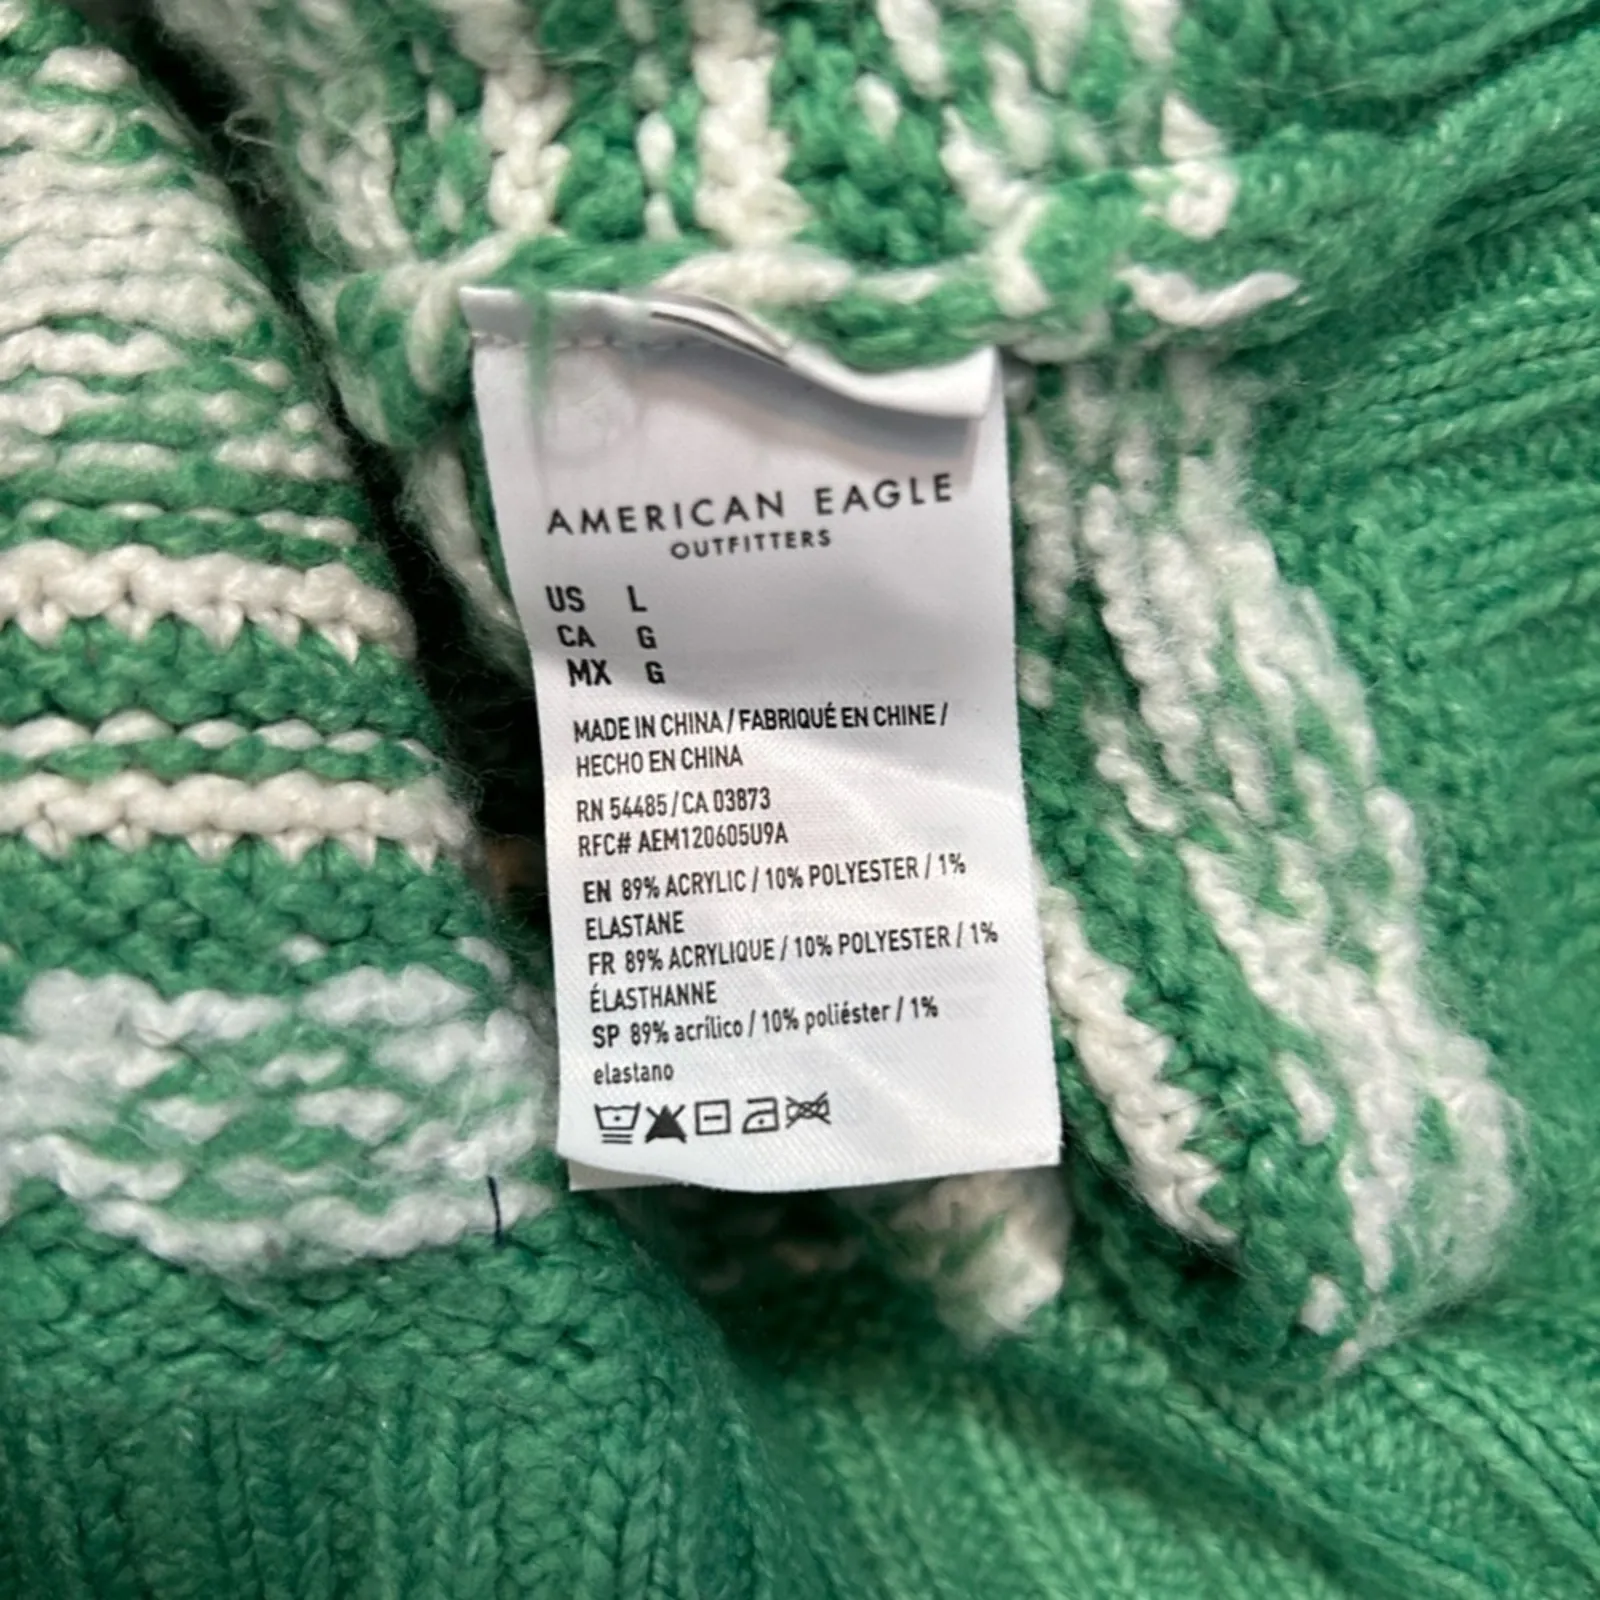 AMERICAN EAGLE
OUTFITTERS
US L
CA G
MX G
MADE IN CHINA / FABRIQUÉ EN CHINE /
HECHO EN CHINA
RN 54485 / CA 03873
RFC# AEM120605U9A
EN 89% ACRYLIC / 10% POLYESTER / 1%
ELASTANE
FR 89% ACRYLIQUE / 10% POLYESTER / 1%
ÉLASTHANNE
SP 89% acrílico / 10% poliéster / 1%
elastano